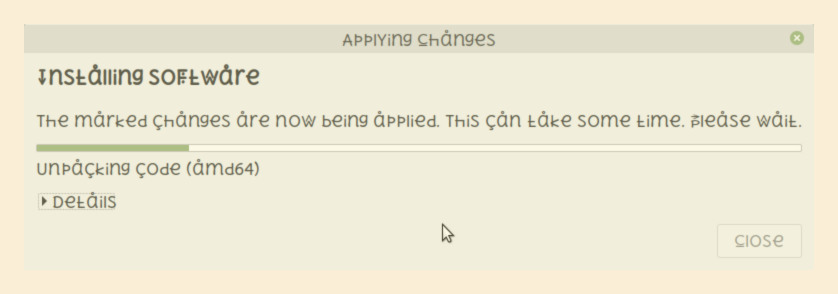 Applying Changes
Installing software
The marked changes are now being applied. This can take some time. Please wait.
Unpacking code (amd64)
Details
Close